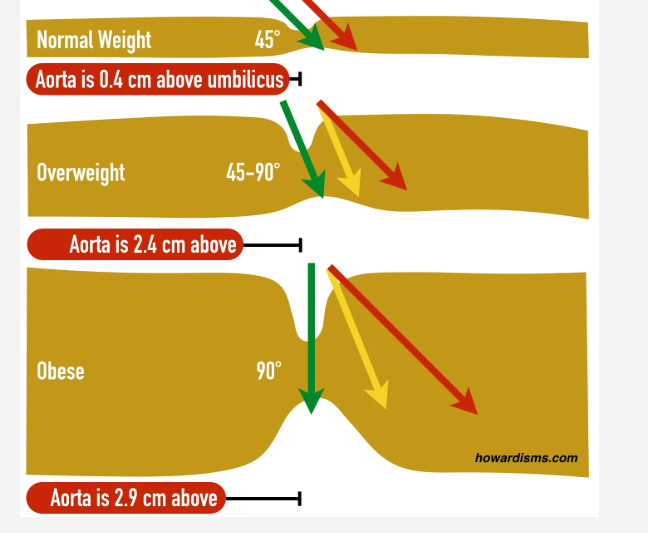 Normal Weight 45°
Aorta is 0.4 cm above umbilicus
Overweight 45-90°
Aorta is 2.4 cm above
Obese 90°
howardisms.com
Aorta is 2.9 cm above